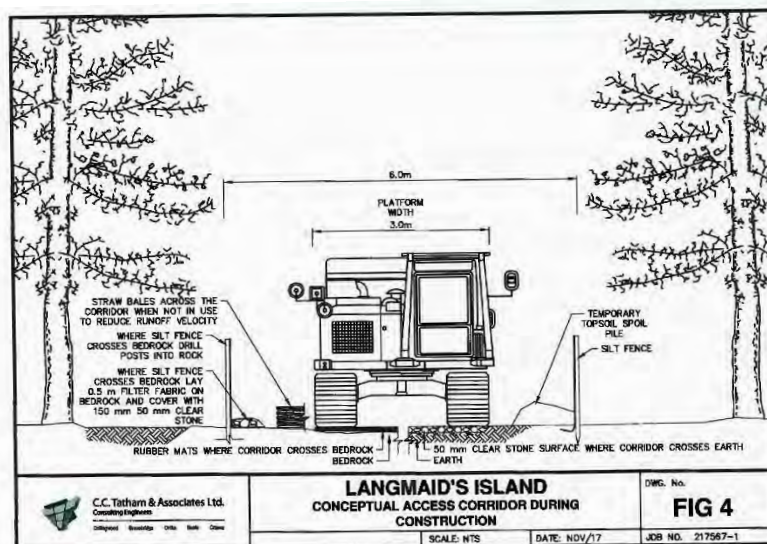 6.0m
PLATFORM
WIDTH
3.0m
STRAW BALES ACROSS THE
CORRIDOR WHEN NOT IN USE
TO REDUCE RUNOFF VELOCITY
WHERE SILT FENCE
CROSSES BEDROCK DRILL
POSTS INTO ROCK
WHERE SILT FENCE
CROSSES BEDROCK LAY
0.5 m FILTER FABRIC ON
BEDROCK AND COVER WITH
150 mm 50 mm CLEAR
STONE
TEMPORARY
TOPSOIL SPOIL
PILE
SILT FENCE
RUBBER MATS WHERE CORRIDOR CROSSES BEDROCK
BEDROCK
50 mm CLEAR STONE SURFACE WHERE CORRIDOR CROSSES EARTH
EARTH
C.C. Tatham & Associates Ltd.
Consulting Engineers
Collingwood Bracebridge Orillia Barrie Ottawa
LANGMAID'S ISLAND
CONCEPTUAL ACCESS CORRIDOR DURING
CONSTRUCTION
SCALE: NTS
DATE: NOV/17
DWG. No.
FIG 4
JOB NO. 217567-1